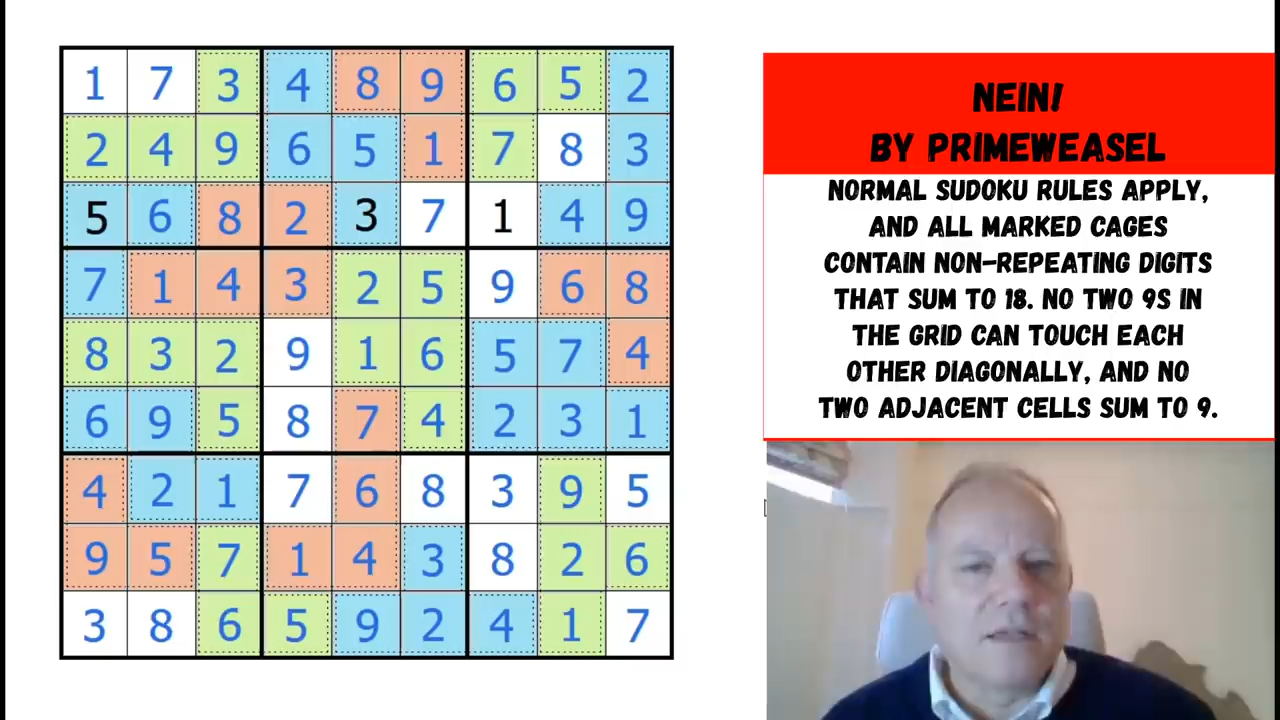 1 7 3 4 8 9 6 5 2
2 4 9 6 5 1 7 8 3
5 6 8 2 3 7 1 4 9
7 1 4 3 2 5 9 6 8
8 3 2 9 1 6 5 7 4
6 9 5 8 7 4 2 3 1
4 2 1 7 6 8 3 9 5
9 5 7 1 4 3 8 2 6
3 8 6 5 9 2 4 1 7
NEIN!
BY PRIMEWEASEL
NORMAL SUDOKU RULES APPLY,
AND ALL MARKED CAGES
CONTAIN NON-REPEATING DIGITS
THAT SUM TO 18. NO TWO 9S IN
THE GRID CAN TOUCH EACH
OTHER DIAGONALLY, AND NO
TWO ADJACENT CELLS SUM TO 9.